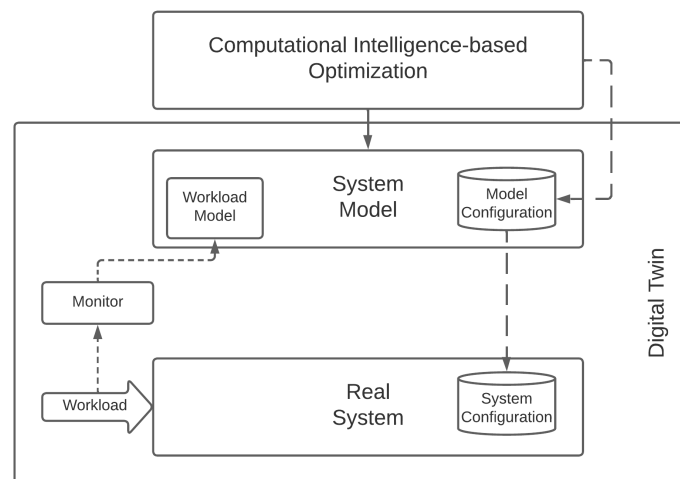 Computational Intelligence-based
Optimization
System
Model
Workload
Model
Model
Configuration
Monitor
Digital Twin
Workload
Real
System
System
Configuration